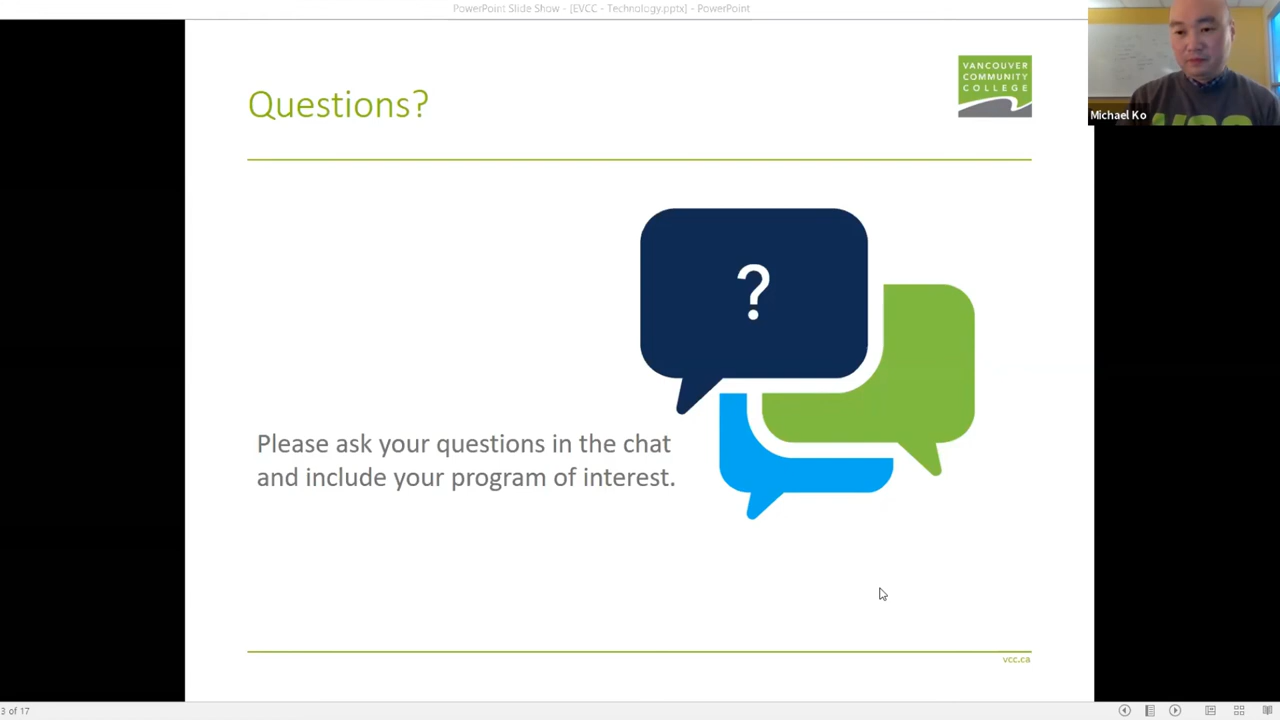 PowerPoint Slide Show - [EVCC - Technology.pptx] - PowerPoint
Questions?
VANCOUVER
COMMUNITY
COLLEGE
Michael Ko
VCC
?
Please ask your questions in the chat
and include your program of interest.
vcc.ca
3 of 17